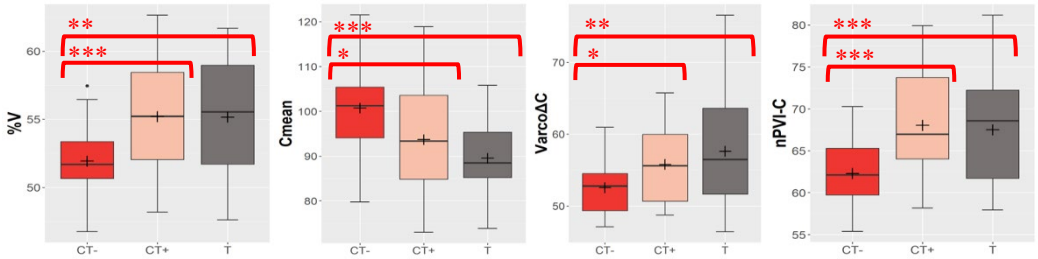 %V
60
55
50
**
***
CT-
CT+
T
Cmean
120
110
100
90
80
***
*
CT-
CT+
T
VarcoΔC
70
60
50
**
*
CT-
CT+
T
nPVI-C
80
75
70
65
60
55
***
***
CT-
CT+
T